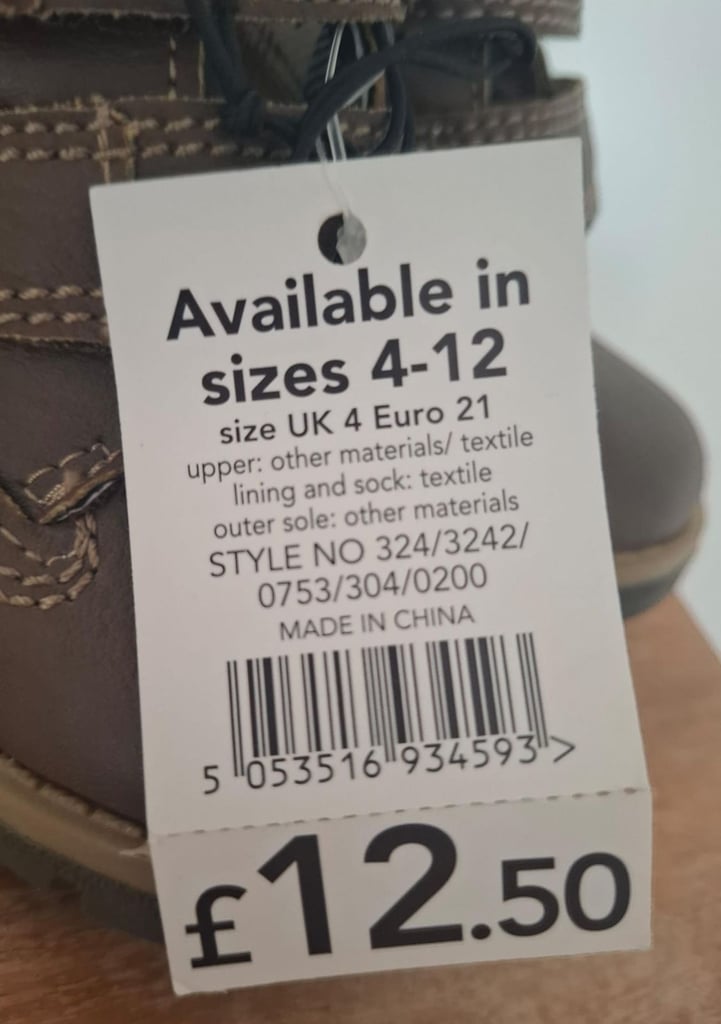 Available in
sizes 4-12
size UK 4 Euro 21
upper: other materials/ textile
lining and sock: textile
outer sole: other materials
STYLE NO 324/3242/
0753/304/0200
MADE IN CHINA
5 053516 934593 >
£12.50